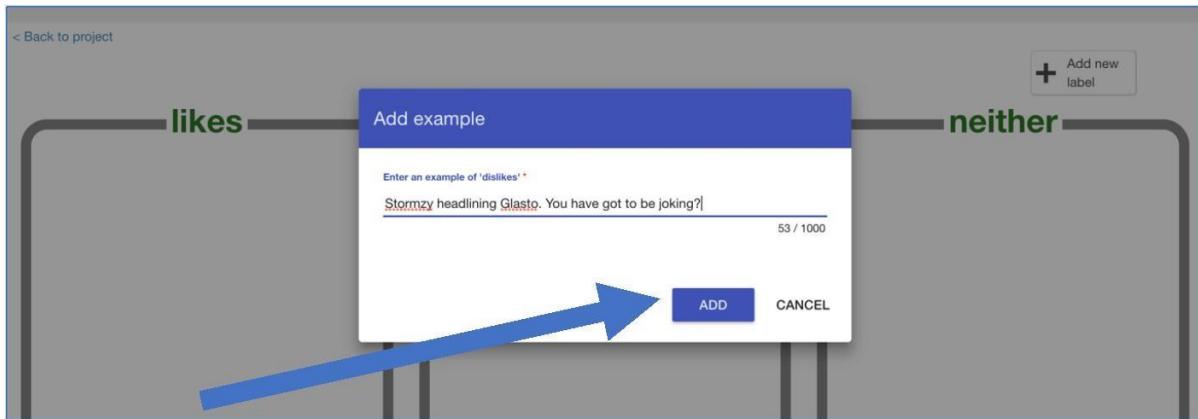 < Back to project
Add new
label
likes
neither
Add example
Enter an example of 'dislikes' *
Stormzy headlining Glasto. You have got to be joking?
53 / 1000
ADD
CANCEL